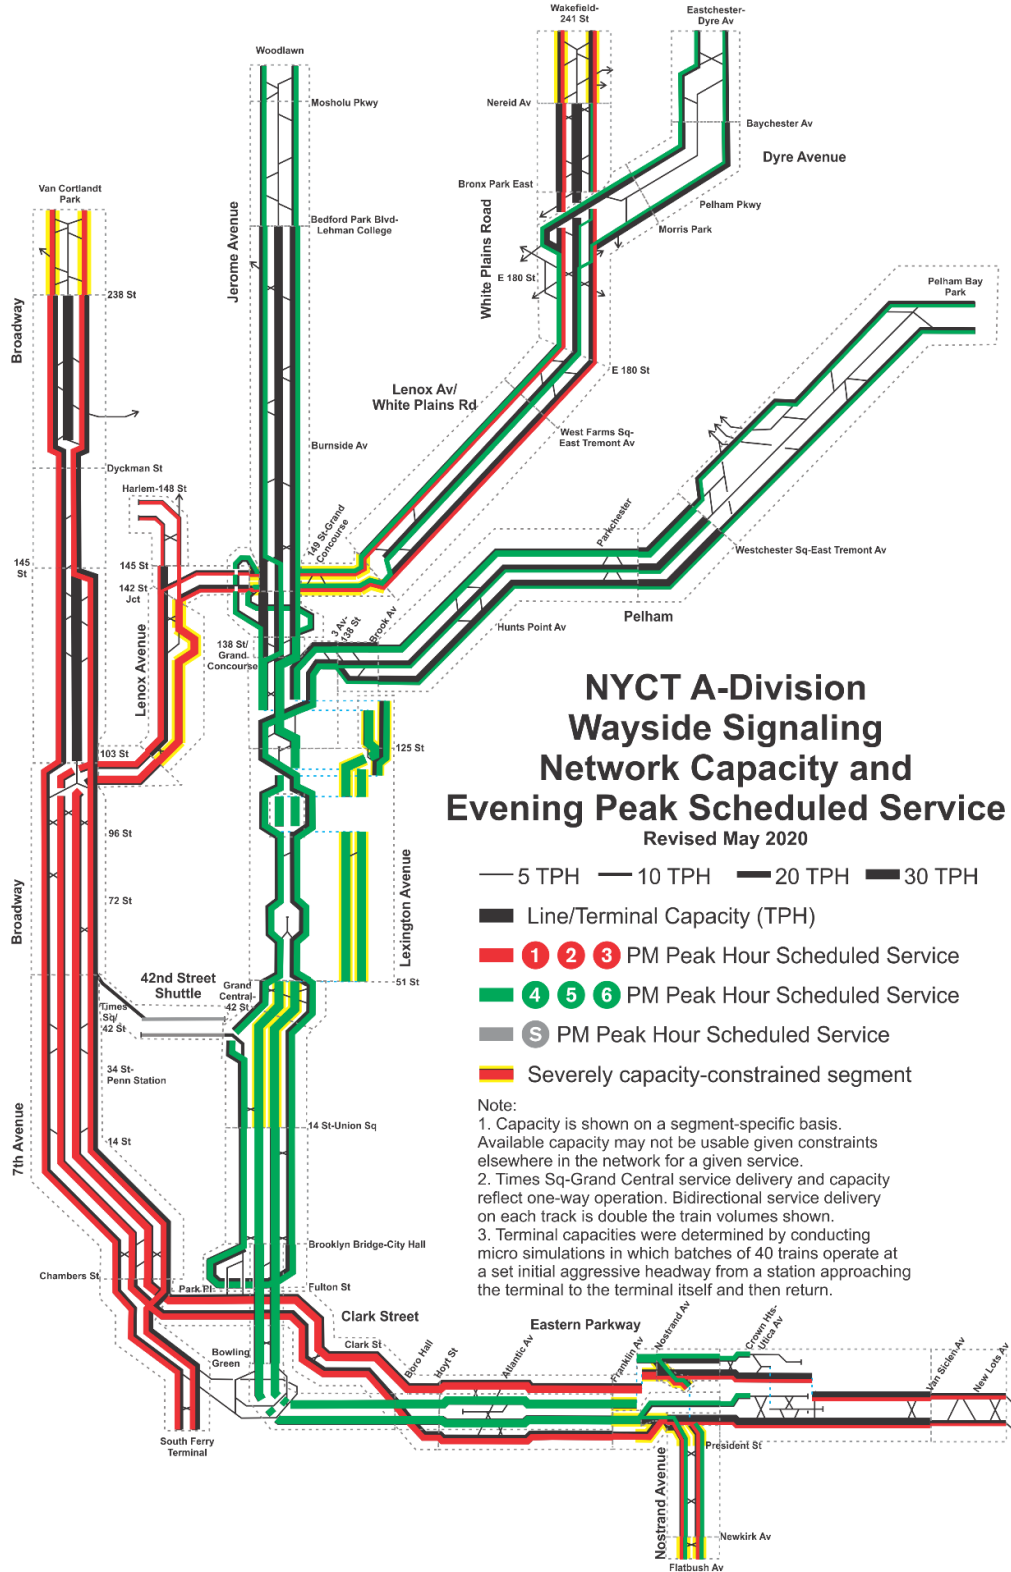 Wakefield-
241 St
Eastchester-
Dyre Av
Woodlawn
Mosholu Pkwy
Nereid Av
Baychester Av
Dyre Avenue
Bronx Park East
Pelham Pkwy
Morris Park
Van Cortlandt
Park
Bedford Park Blvd-
Lehman College
Jerome Avenue
White Plains Road
E 180 St
Pelham Bay
Park
238 St
Broadway
E 180 St
Lenox Av/
White Plains Rd
West Farms Sq-
East Tremont Av
Burnside Av
Dyckman St
Harlem-148 St
149 St-Grand
Concourse
Parkchester
Westchester Sq-East Tremont Av
145
St
145 St
142 St
Jct
Pelham
Hunts Point Av
3 Av-
138 St
Brook Av
138 St/
Grand
Concourse
Lenox Avenue
NYCT A-Division
Wayside Signaling
Network Capacity and
Evening Peak Scheduled Service
Revised May 2020
103 St
125 St
96 St
72 St
Broadway
Lexington Avenue
5 TPH
10 TPH
20 TPH
30 TPH
Line/Terminal Capacity (TPH)
1 2 3 PM Peak Hour Scheduled Service
4 5 6 PM Peak Hour Scheduled Service
S PM Peak Hour Scheduled Service
Severely capacity-constrained segment
42nd Street
Shuttle
Grand
Central-
42 St
51 St
Times
Sq/
42 St
34 St-
Penn Station
14 St
7th Avenue
14 St-Union Sq
Note:
1. Capacity is shown on a segment-specific basis.
Available capacity may not be usable given constraints
elsewhere in the network for a given service.
2. Times Sq-Grand Central service delivery and capacity
reflect one-way operation. Bidirectional service delivery
on each track is double the train volumes shown.
3. Terminal capacities were determined by conducting
micro simulations in which batches of 40 trains operate at
a set initial aggressive headway from a station approaching
the terminal to the terminal itself and then return.
Brooklyn Bridge-City Hall
Chambers St
Park Pl
Fulton St
Clark Street
Clark St
Bowling
Green
Eastern Parkway
Boro Hall
Hoyt St
Atlantic Av
Franklin Av
Nostrand Av
Crown Hts-
Utica Av
Van Siclen Av
New Lots Av
South Ferry
Terminal
President St
Nostrand Avenue
Newkirk Av
Flatbush Av